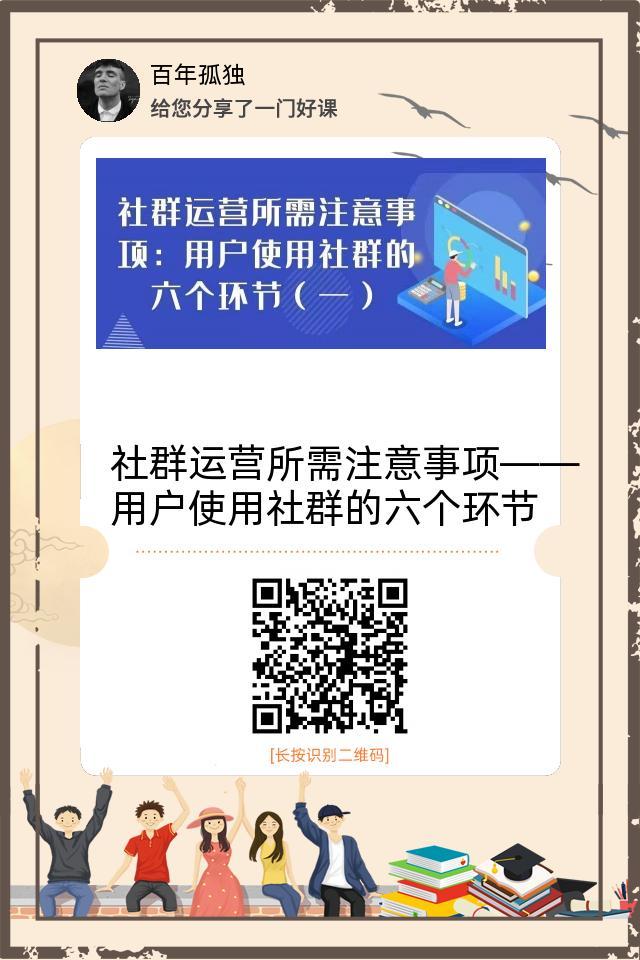 百年孤独
给您分享了一门好课
社群运营所需注意事
项：用户使用社群的
六个环节（一）
社群运营所需注意事项——
用户使用社群的六个环节
[长按识别二维码]